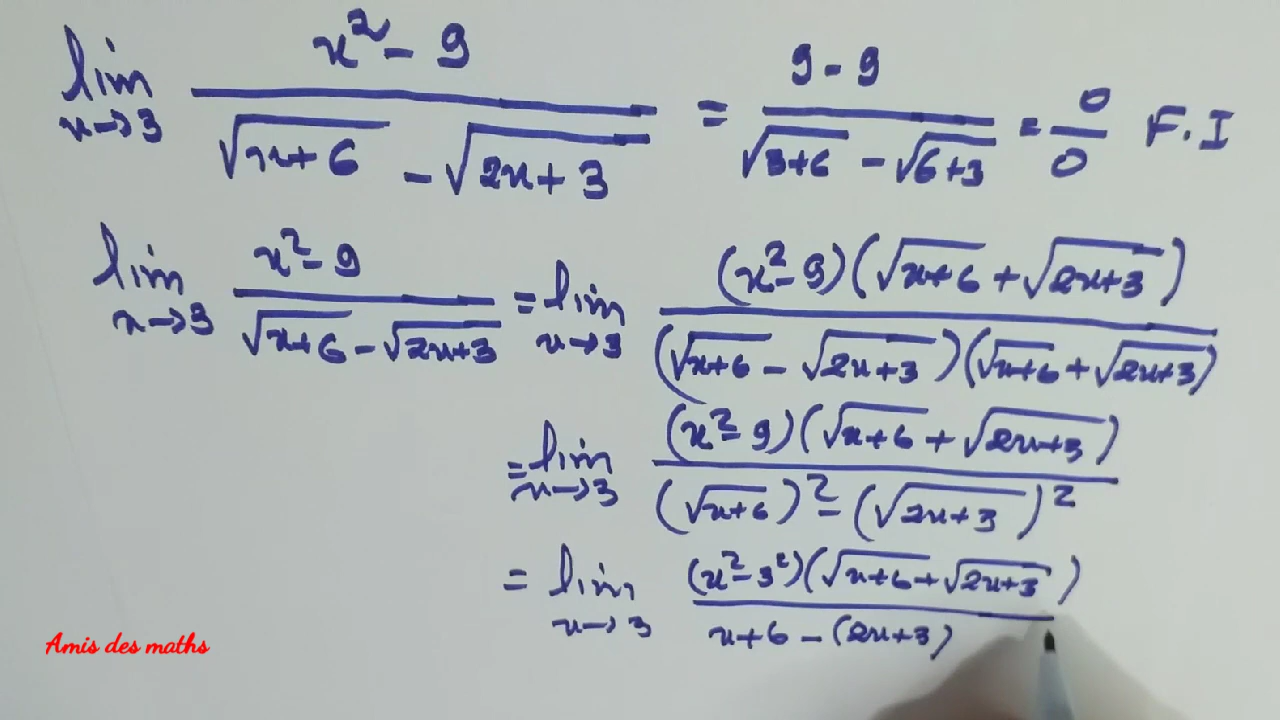 lim x→3 (x² - 9) / (√(x+6) - √(2x+3)) = (9 - 9) / (√(3+6) - √(6+3)) = 0/0 F.I
lim x→3 (x² - 9) / (√(x+6) - √(2x+3)) = lim x→3 ((x² - 9)(√(x+6) + √(2x+3))) / ((√(x+6) - √(2x+3))(√(x+6) + √(2x+3)))
= lim x→3 ((x² - 9)(√(x+6) + √(2x+3))) / ((√(x+6))² - (√(2x+3))²)
= lim x→3 ((x² - 3²)(√(x+6) + √(2x+3))) / (x+6 - (2x+3))
Amis des maths